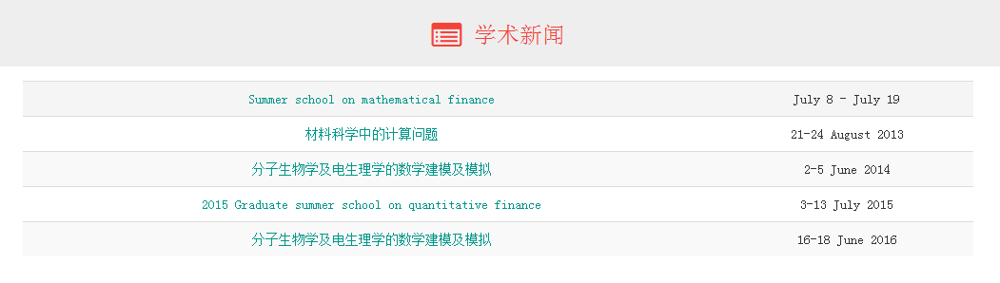 学术新闻
Summer school on mathematical finance July 8 - July 19
材料科学中的计算问题 21-24 August 2013
分子生物学及电生理学的数学建模及模拟 2-5 June 2014
2015 Graduate summer school on quantitative finance 3-13 July 2015
分子生物学及电生理学的数学建模及模拟 16-18 June 2016